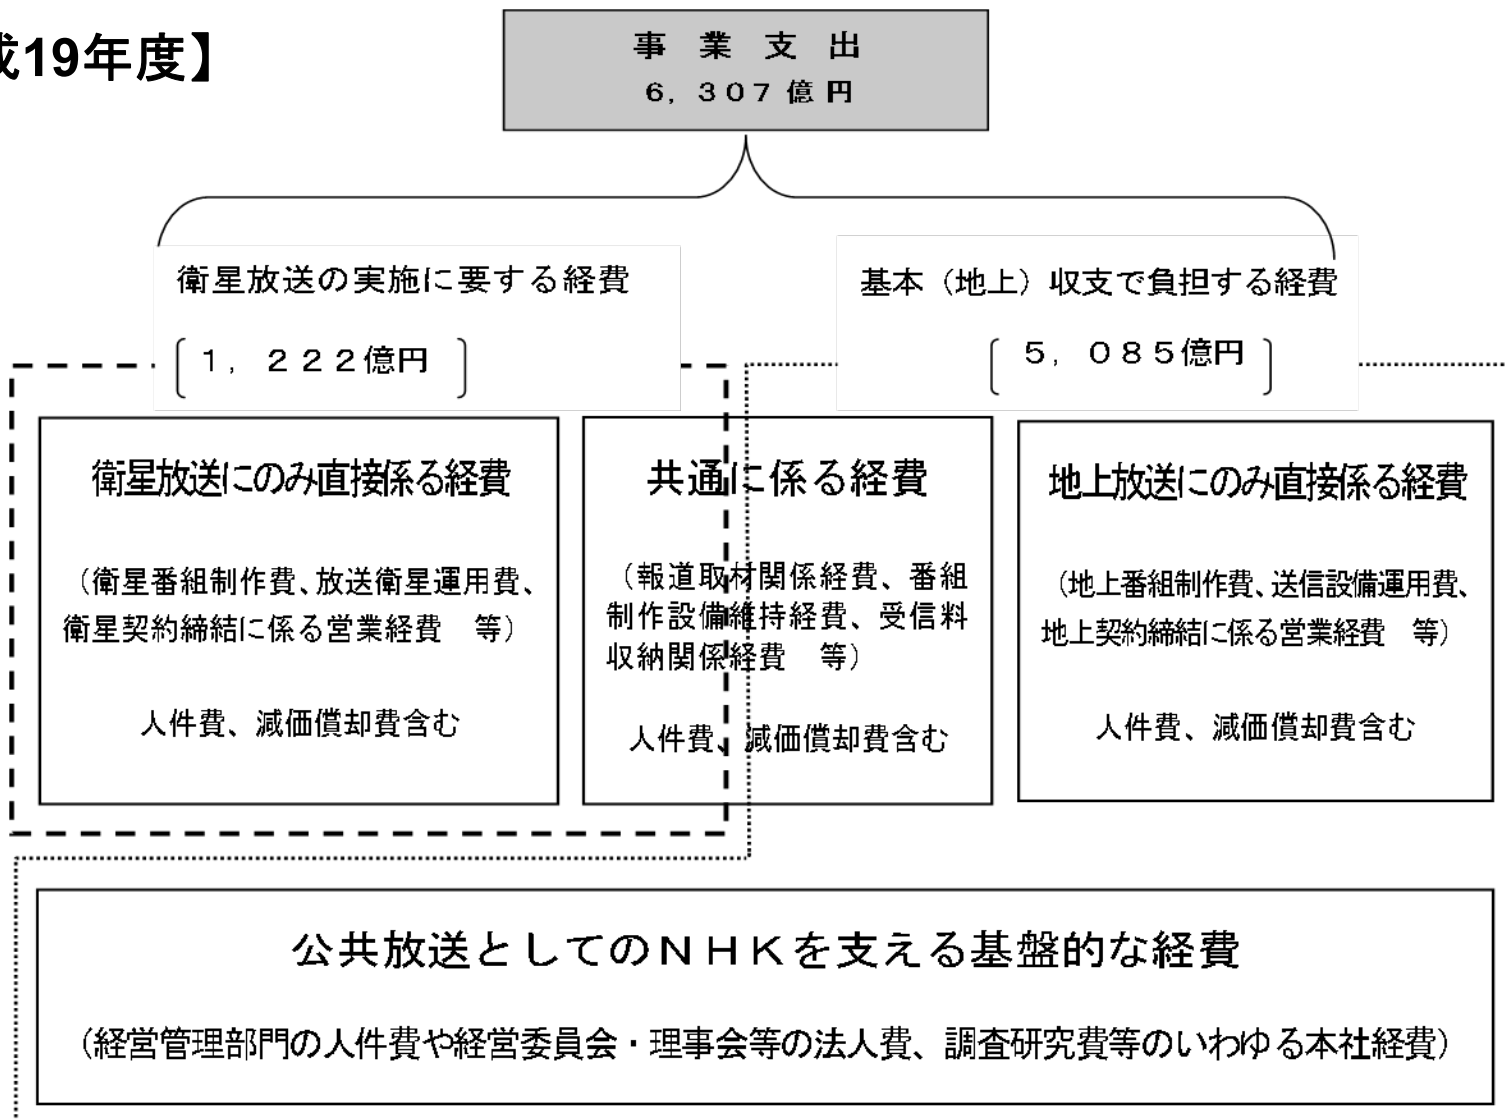 成19年度】
事業支出
6,307億円
衛星放送の実施に要する経費
1,222億円
基本（地上）収支で負担する経費
5,085億円
衛星放送にのみ直接係る経費
（衛星番組制作費、放送衛星運用費、
衛星契約締結に係る営業経費　等）
人件費、減価償却費含む
共通に係る経費
（報道取材関係経費、番組
制作設備維持経費、受信料
収納関係経費　等）
人件費、減価償却費含む
地上放送にのみ直接係る経費
（地上番組制作費、送信設備運用費、
地上契約締結に係る営業経費　等）
人件費、減価償却費含む
公共放送としてのＮＨＫを支える基盤的な経費
（経営管理部門の人件費や経営委員会・理事会等の法人費、調査研究費等のいわゆる本社経費）